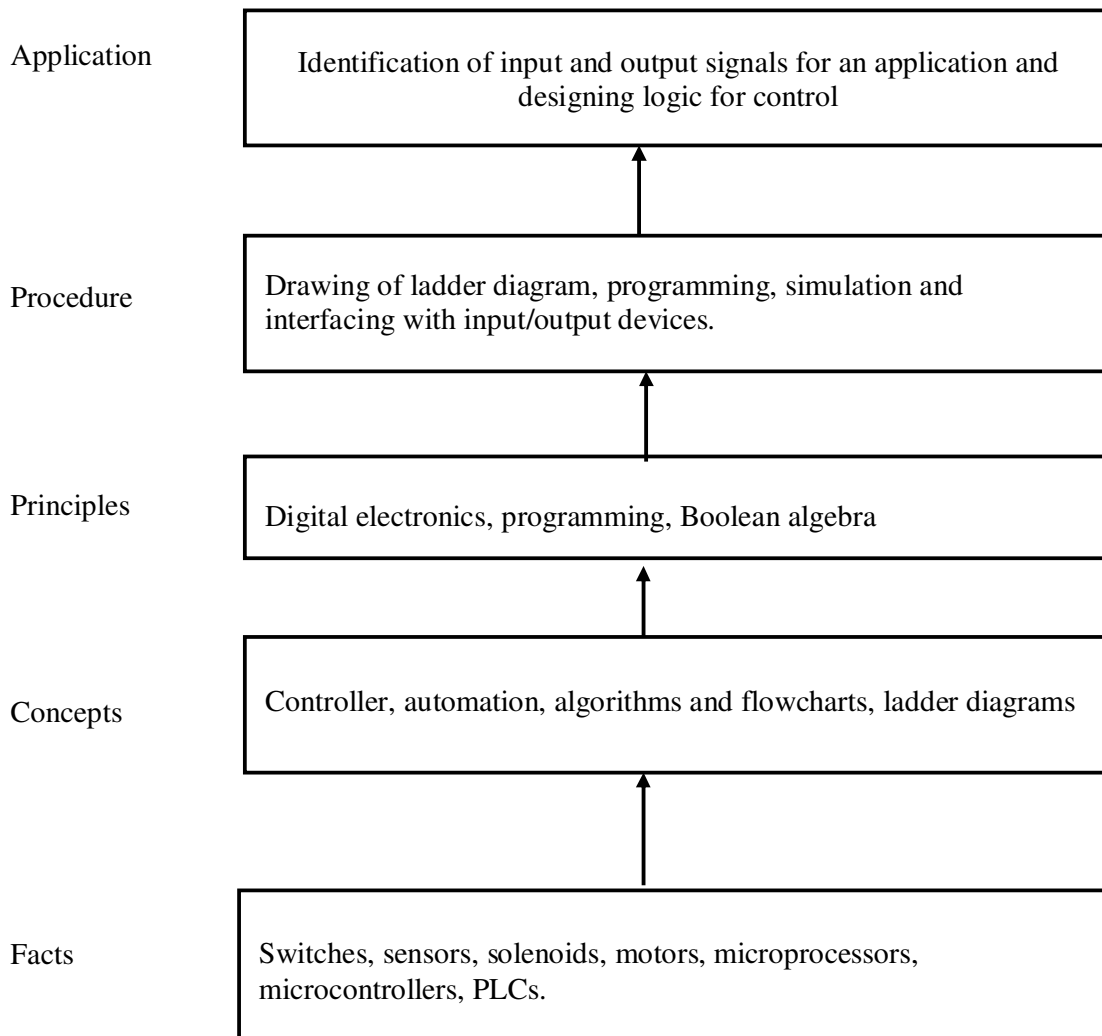 Application
Identification of input and output signals for an application and
designing logic for control
Procedure
Drawing of ladder diagram, programming, simulation and
interfacing with input/output devices.
Principles
Digital electronics, programming, Boolean algebra
Concepts
Controller, automation, algorithms and flowcharts, ladder diagrams
Facts
Switches, sensors, solenoids, motors, microprocessors,
microcontrollers, PLCs.